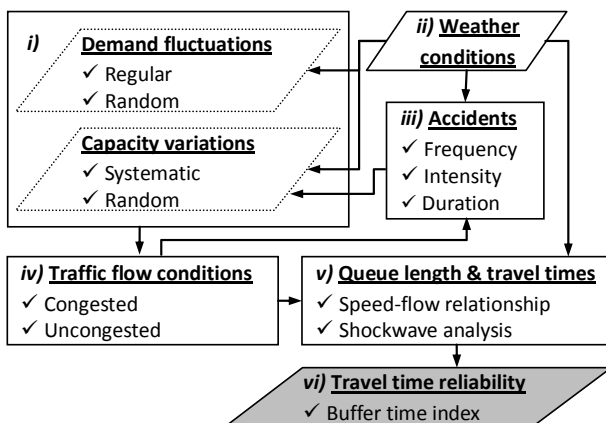 i)
Demand fluctuations
✓ Regular
✓ Random
Capacity variations
✓ Systematic
✓ Random
ii) Weather
conditions
iii) Accidents
✓ Frequency
✓ Intensity
✓ Duration
iv) Traffic flow conditions
✓ Congested
✓ Uncongested
v) Queue length & travel times
✓ Speed-flow relationship
✓ Shockwave analysis
vi) Travel time reliability
✓ Buffer time index